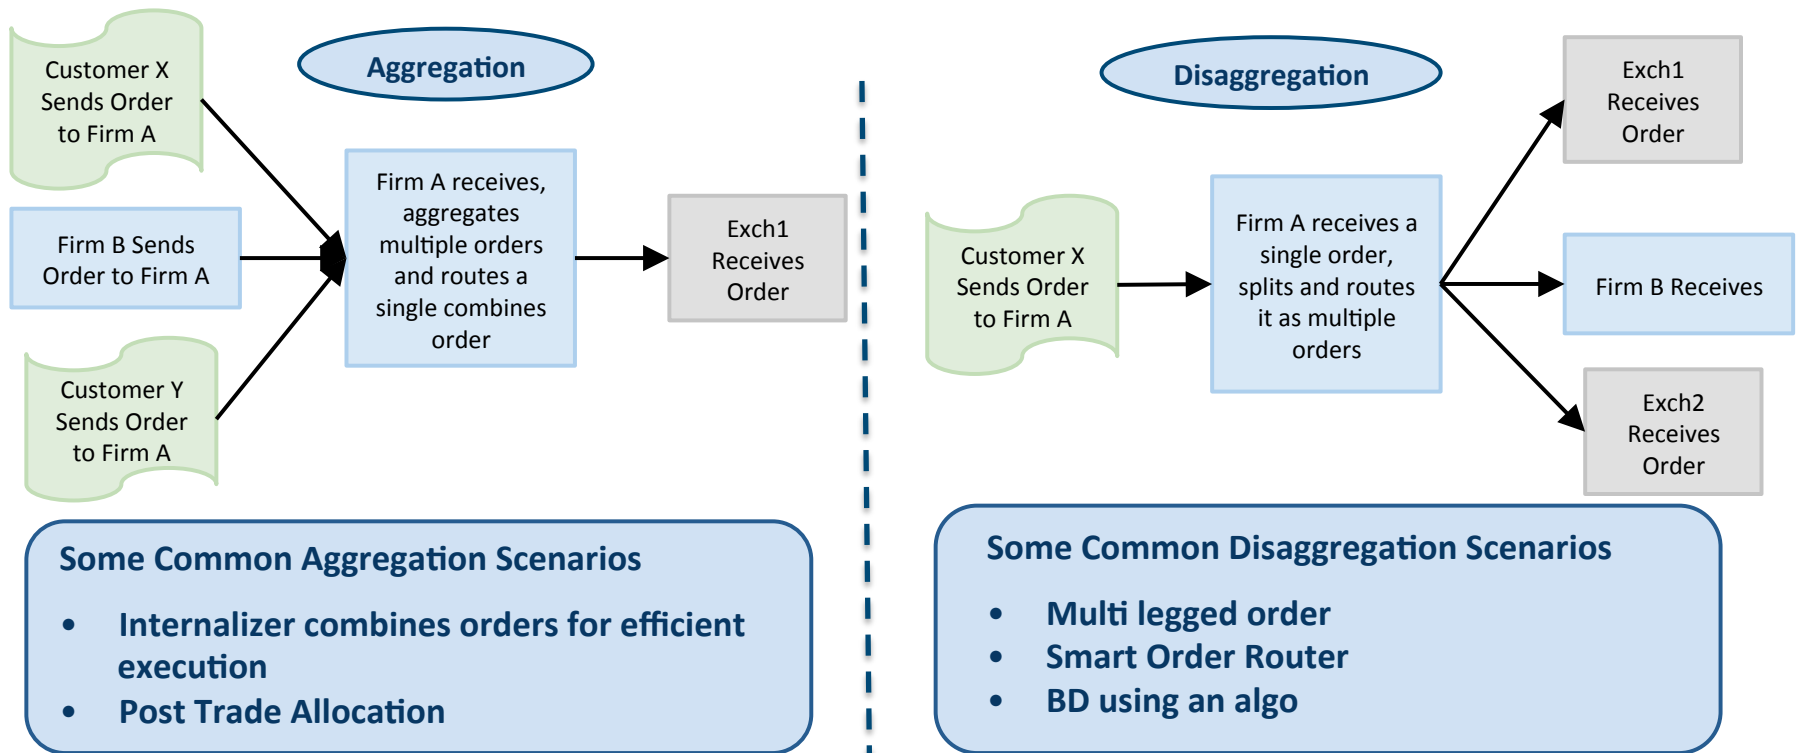 Aggregation
Customer X
Sends Order
to Firm A
Firm B Sends
Order to Firm A
Customer Y
Sends Order
to Firm A
Firm A receives,
aggregates
multiple orders
and routes a
single combines
order
Exch1
Receives
Order
Some Common Aggregation Scenarios
• Internalizer combines orders for efficient
execution
• Post Trade Allocation
Disaggregation
Customer X
Sends Order
to Firm A
Firm A receives a
single order,
splits and routes
it as multiple
orders
Exch1
Receives
Order
Firm B Receives
Exch2
Receives
Order
Some Common Disaggregation Scenarios
• Multi legged order
• Smart Order Router
• BD using an algo